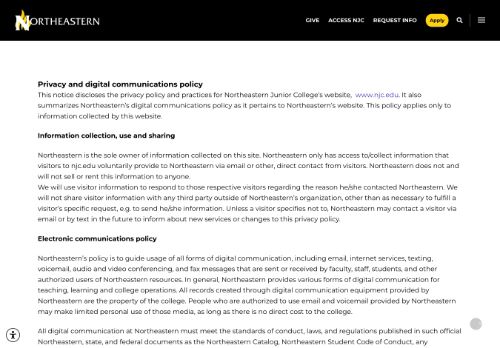 NORTHEASTERN
GIVE ACCESS NJC REQUEST INFO Apply
Privacy and digital communications policy
This notice discloses the privacy policy and practices for Northeastern Junior College's website, www.njc.edu. It also
summarizes Northeastern's digital communications policy as it pertains to Northeastern's website. This policy applies only to
information collected by this website.
Information collection, use and sharing
Northeastern is the sole owner of information collected on this site. Northeastern only has access to/collect information that
visitors to njc.edu voluntarily provide to Northeastern via email or other, direct contact from visitors. Northeastern does not and
will not sell or rent this information to anyone.
We will use visitor information to respond to those respective visitors regarding the reason he/she contacted Northeastern. We
will not share visitor information with any third party outside of Northeastern's organization, other than as necessary to fulfill a
visitor's specific request, e.g. to send he/she information. Unless a visitor specifies not to, Northeastern may contact a visitor via
email or by text in the future to inform about new services or changes to this privacy policy.
Electronic communications policy
Northeastern's policy is to guide usage of all forms of digital communication, including email, internet services, texting,
voicemail, audio and video conferencing, and fax messages that are sent or received by faculty, staff, students, and other
authorized users of Northeastern resources. In general, Northeastern provides various forms of digital communication for
teaching, learning and college operations. All records created through digital communication equipment provided by
Northeastern are the property of the college. People who are authorized to use email and voicemail provided by Northeastern
may make limited personal use of those media, as long as there is no direct cost to the college.
All digital communication at Northeastern must meet the standards of conduct, laws, and regulations published in such official
Northeastern, state, and federal documents as the Northeastern Catalog, Northeastern Student Code of Conduct, any